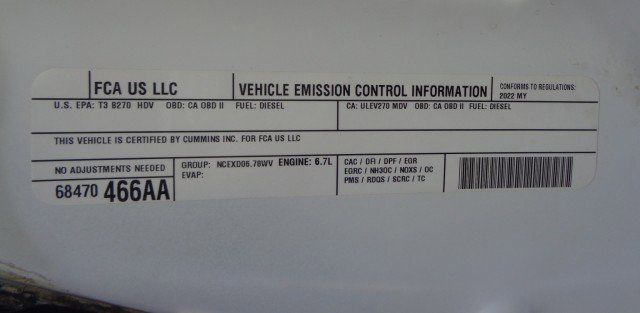 FCA US LLC
VEHICLE EMISSION CONTROL INFORMATION
CONFORMS TO REGULATIONS:
2022 MY
U.S. EPA: T3 B270 HDV OBD: CA OBD II FUEL: DIESEL
CA: ULEV270 MDV OBD: CA OBD II FUEL: DIESEL
THIS VEHICLE IS CERTIFIED BY CUMMINS INC. FOR FCA US LLC
NO ADJUSTMENTS NEEDED
68470 466AA
GROUP: NCEXD06.76WV ENGINE: 6.7L
EVAP:
CAC / DFI / DPF / EGR
EGRC / NH3OC / NOXS / OC
PMS / RDQS / SCRC / TC